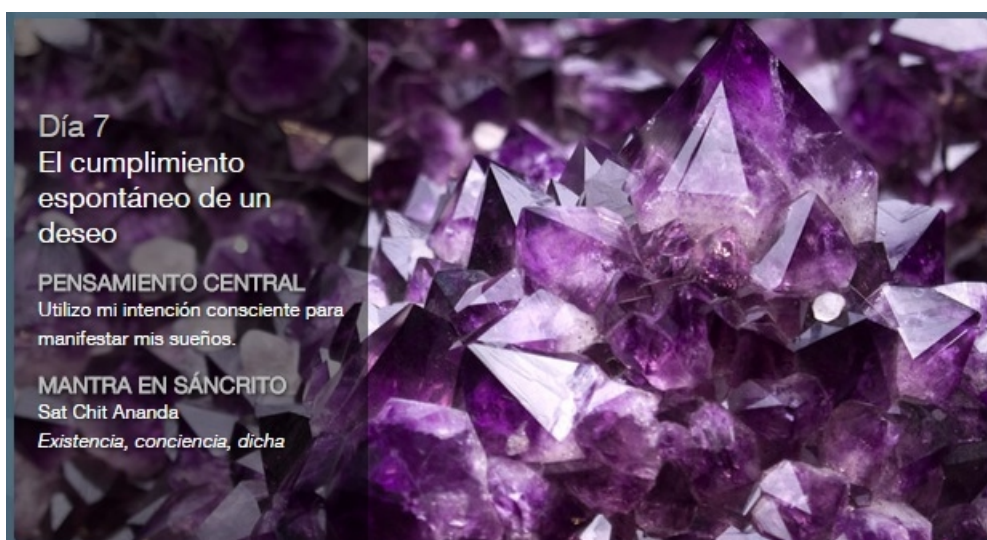 Día 7
El cumplimiento
espontáneo de un
deseo
PENSAMIENTO CENTRAL
Utilizo mi intención consciente para
manifestar mis sueños.
MANTRA EN SÁNCRITO
Sat Chit Ananda
Existencia, conciencia, dicha